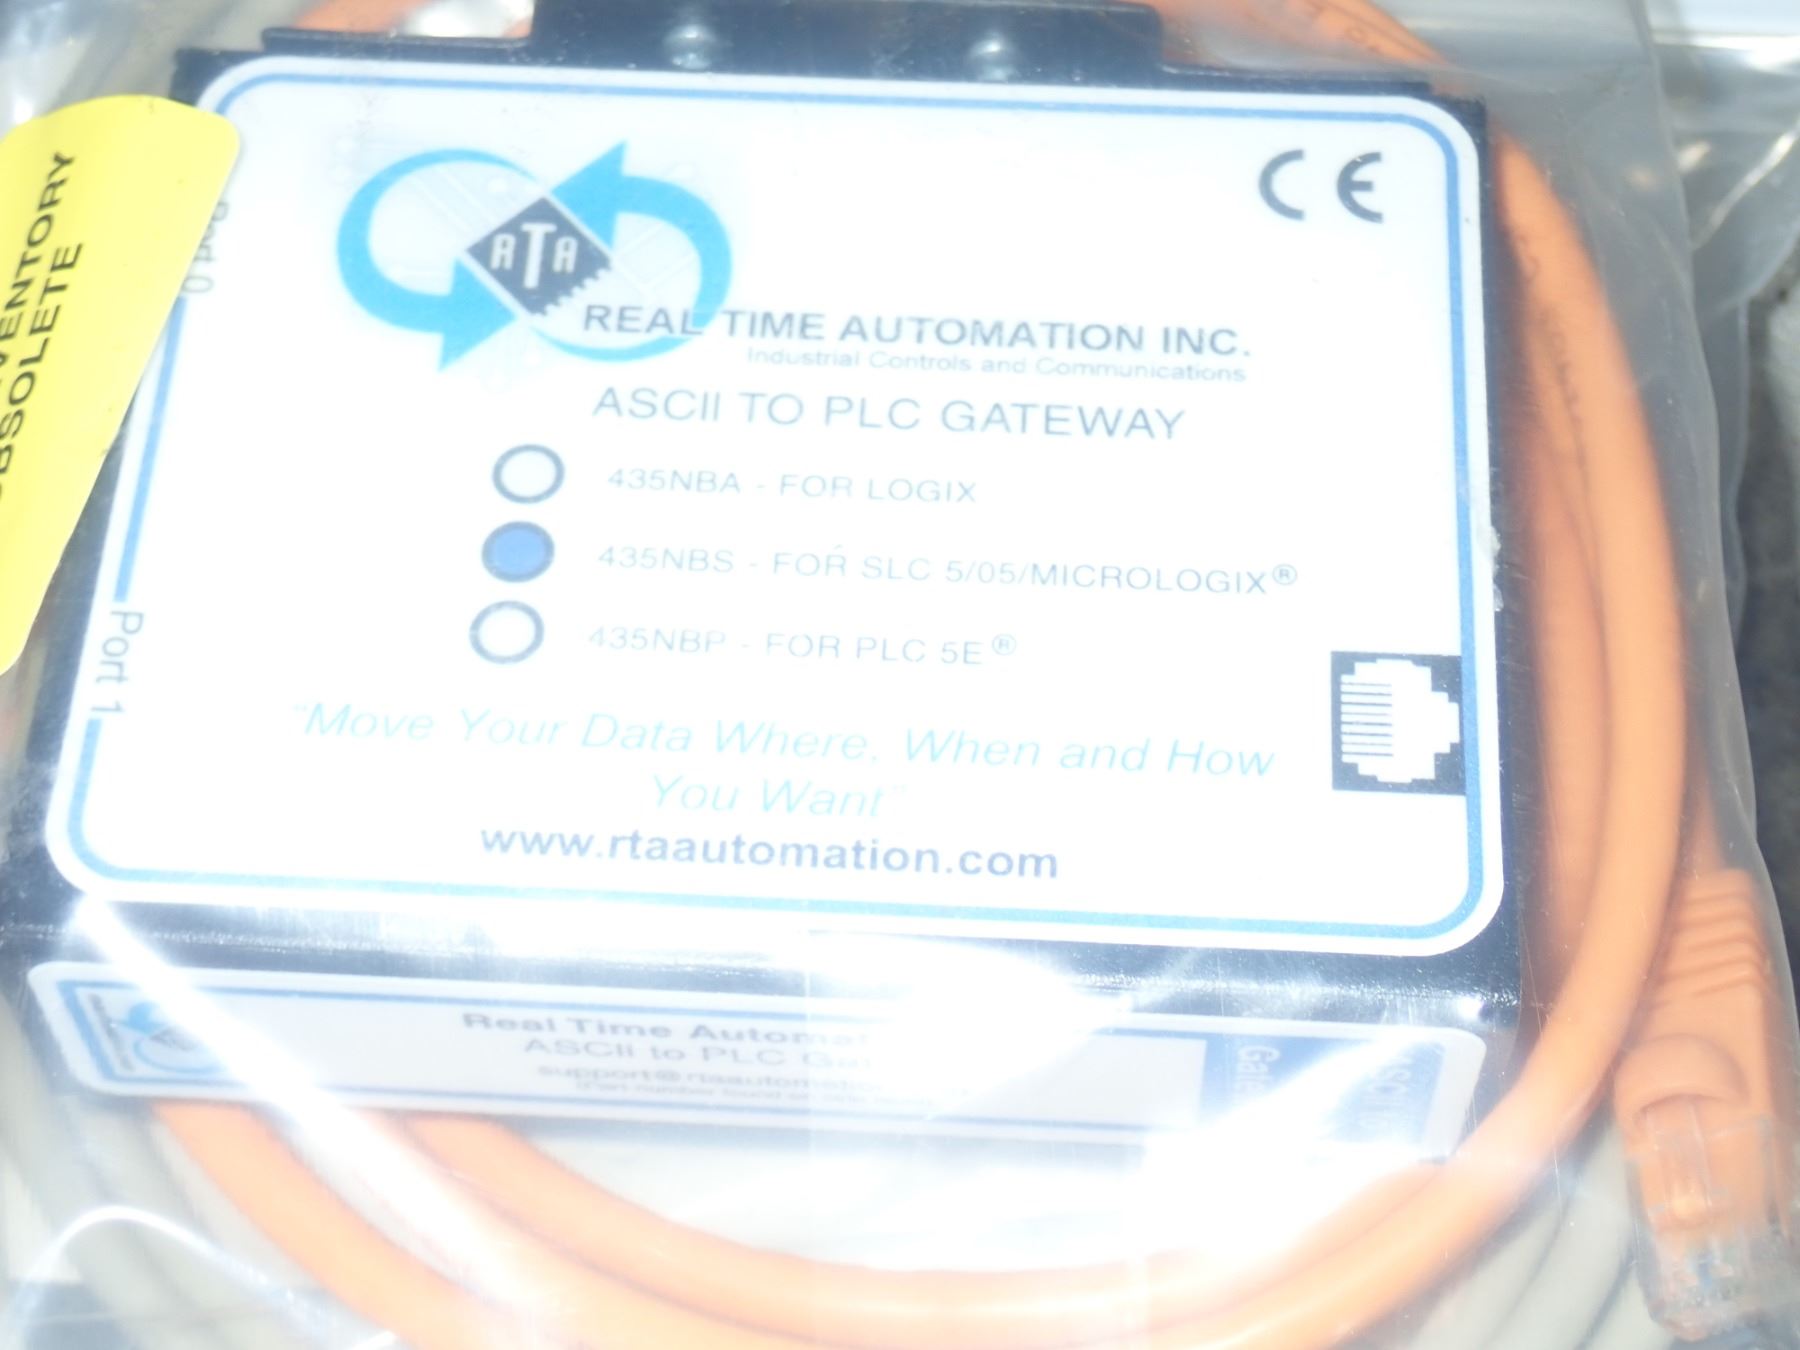 RTA
REAL TIME AUTOMATION INC.
Industrial Controls and Communications
ASCII TO PLC GATEWAY
435NBA - FOR LOGIX
435NBS - FOR SLC 5/05/MICROLOGIX®
435NBP - FOR PLC 5E®
"Move Your Data Where, When and How
You Want"
www.rtaautomation.com
CE
Port 0
Port 1
OBSOLETE
Real Time
ASCII to PLC